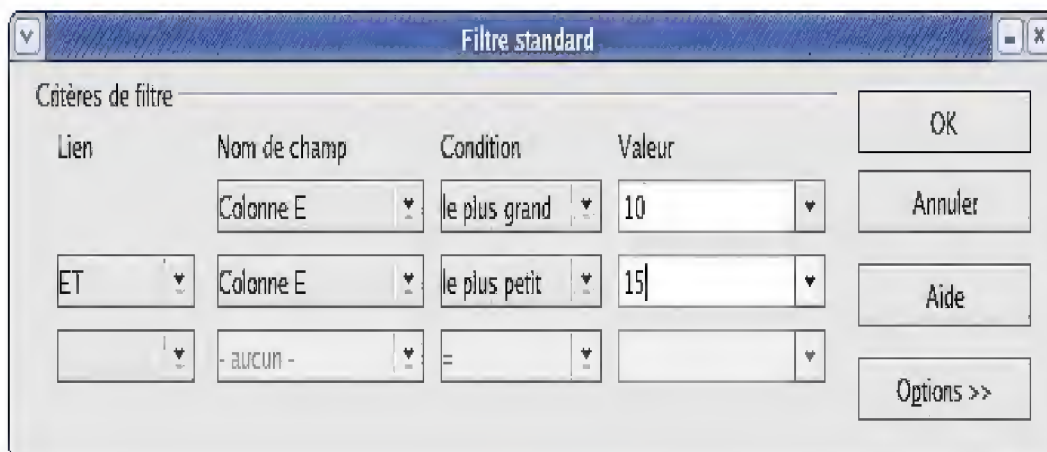 Filtre standard
Critères de filtre
Lien Nom de champ Condition Valeur
Colonne E le plus grand 10
ET Colonne E le plus petit 15
- aucun - =
OK
Annuler
Aide
Options >>